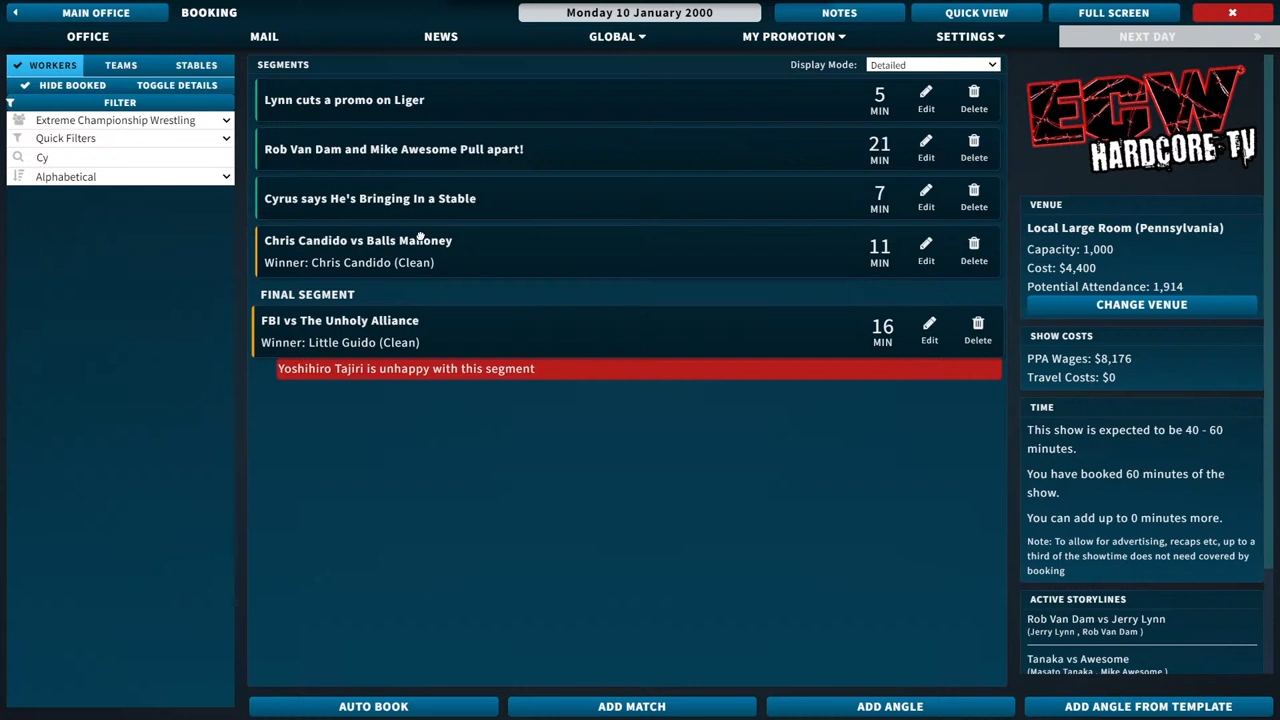 MAIN OFFICE
BOOKING
Monday 10 January 2000
NOTES
QUICK VIEW
FULL SCREEN
OFFICE
MAIL
NEWS
GLOBAL
MY PROMOTION
SETTINGS
NEXT DAY
WORKERS
TEAMS
STABLES
HIDE BOOKED
TOGGLE DETAILS
FILTER
Extreme Championship Wrestling
Quick Filters
Cy
Alphabetical
SEGMENTS
Display Mode:
Detailed
Lynn cuts a promo on Liger
5
MIN
Edit
Delete
Rob Van Dam and Mike Awesome Pull apart!
21
MIN
Edit
Delete
Cyrus says He's Bringing In a Stable
7
MIN
Edit
Delete
Chris Candido vs Balls Mahoney
Winner: Chris Candido (Clean)
11
MIN
Edit
Delete
FINAL SEGMENT
FBI vs The Unholy Alliance
Winner: Little Guido (Clean)
16
MIN
Edit
Delete
Yoshihiro Tajiri is unhappy with this segment
ECW
HARDCORE TV
VENUE
Local Large Room (Pennsylvania)
Capacity: 1,000
Cost: $4,400
Potential Attendance: 1,914
CHANGE VENUE
SHOW COSTS
PPA Wages: $8,176
Travel Costs: $0
TIME
This show is expected to be 40 - 60
minutes.
You have booked 60 minutes of the
show.
You can add up to 0 minutes more.
Note: To allow for advertising, recaps etc, up to a
third of the showtime does not need covered by
booking
ACTIVE STORYLINES
Rob Van Dam vs Jerry Lynn
(Jerry Lynn , Rob Van Dam )
Tanaka vs Awesome
(Masato Tanaka , Mike Awesome )
AUTO BOOK
ADD MATCH
ADD ANGLE
ADD ANGLE FROM TEMPLATE